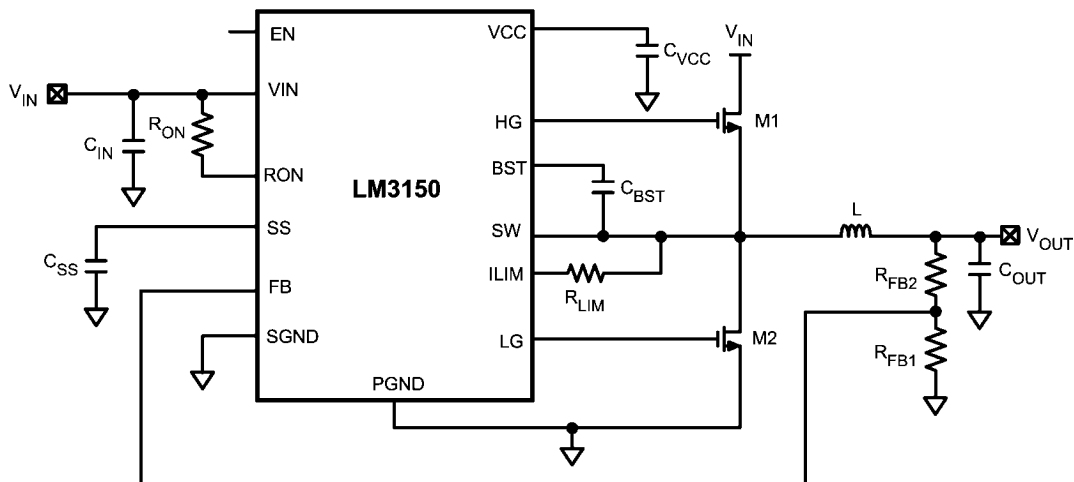 EN
VCC
V_IN
C_VCC
V_IN
VIN
R_ON
C_IN
HG
M1
BST
RON
LM3150
C_BST
SS
SW
L
V_OUT
C_SS
ILIM
R_LIM
R_FB2
C_OUT
FB
SGND
LG
M2
R_FB1
PGND